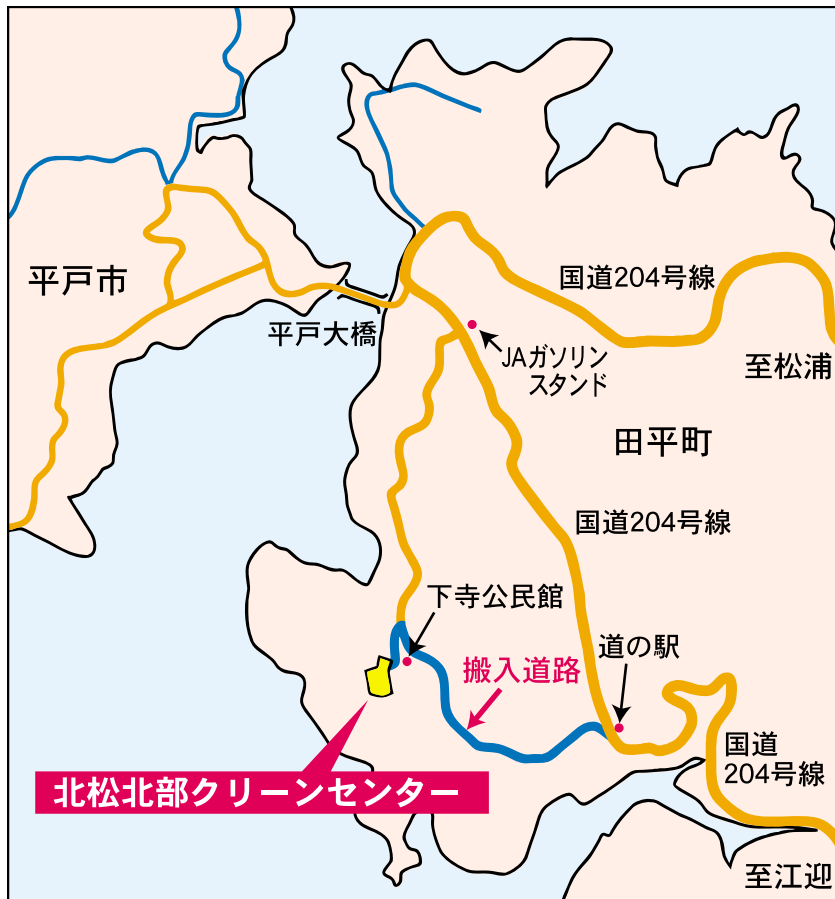 平戸市
国道204号線
平戸大橋
JAガソリン
スタンド
至松浦
田平町
国道204号線
下寺公民館
道の駅
搬入道路
国道
204号線
北松北部クリーンセンター
至江迎